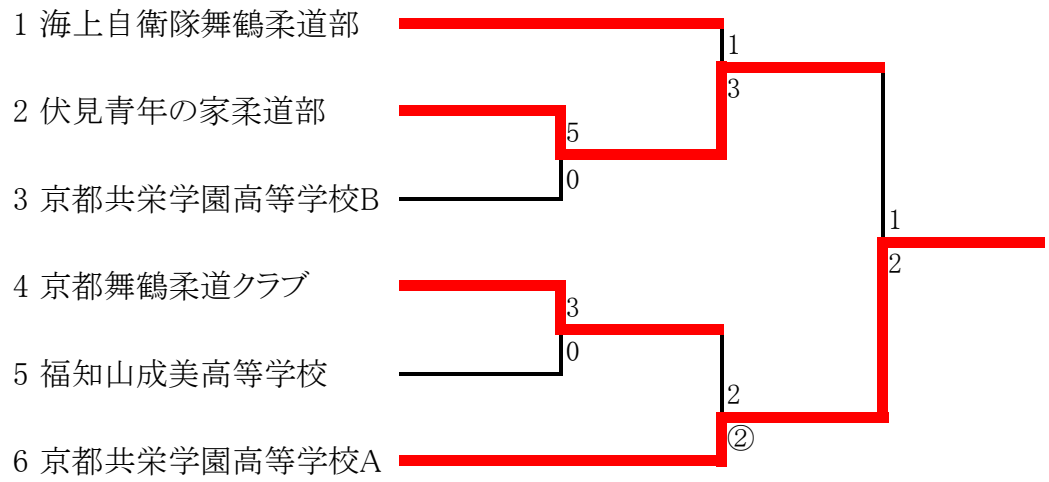 1 海上自衛隊舞鶴柔道部
1
3
2 伏見青年の家柔道部
5
0
3 京都共栄学園高等学校B
1
2
4 京都舞鶴柔道クラブ
3
0
5 福知山成美高等学校
2
②
6 京都共栄学園高等学校A